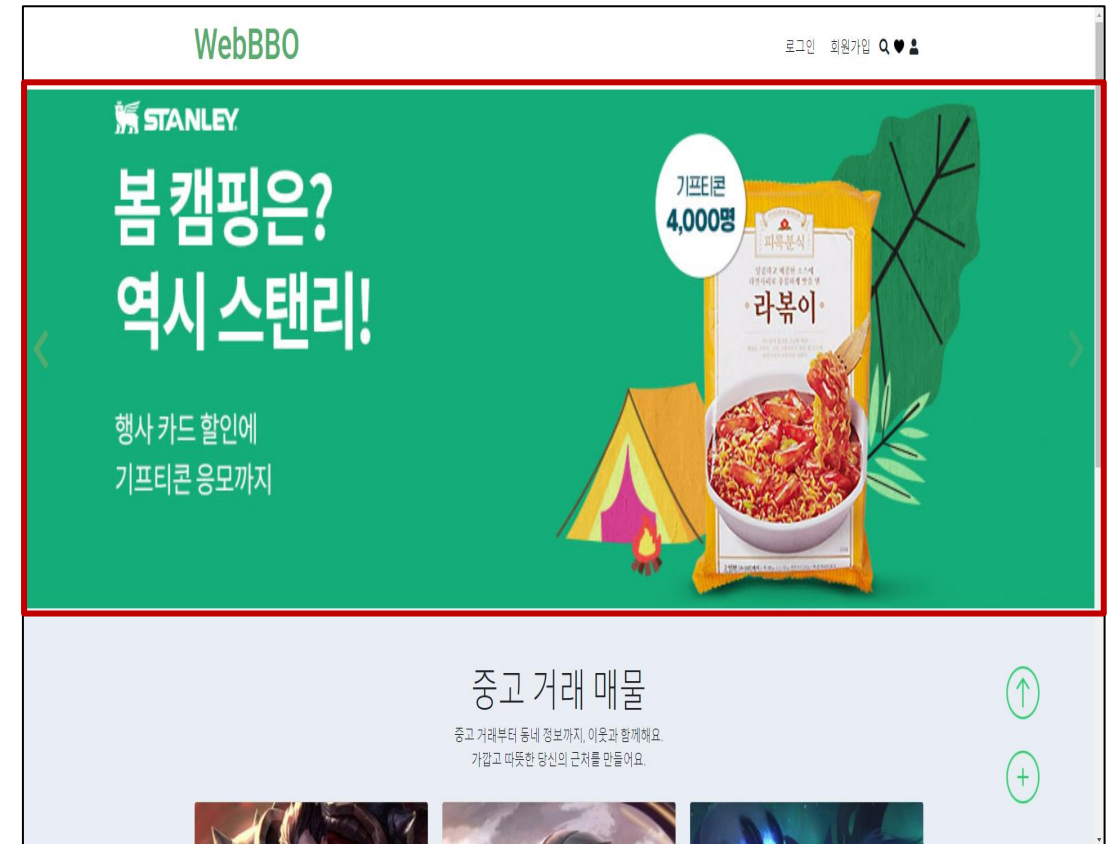 WebBBO
로그인 회원가입
STANLEY
봄 캠핑은?
역시 스탠리!
행사 카드 할인에
기프티콘 응모까지
기프티콘
4,000명
피콕분식
라볶이
중고 거래 매물
중고 거래부터 동네 정보까지, 이웃과 함께해요.
가깝고 따뜻한 당신의 근처를 만들어요.